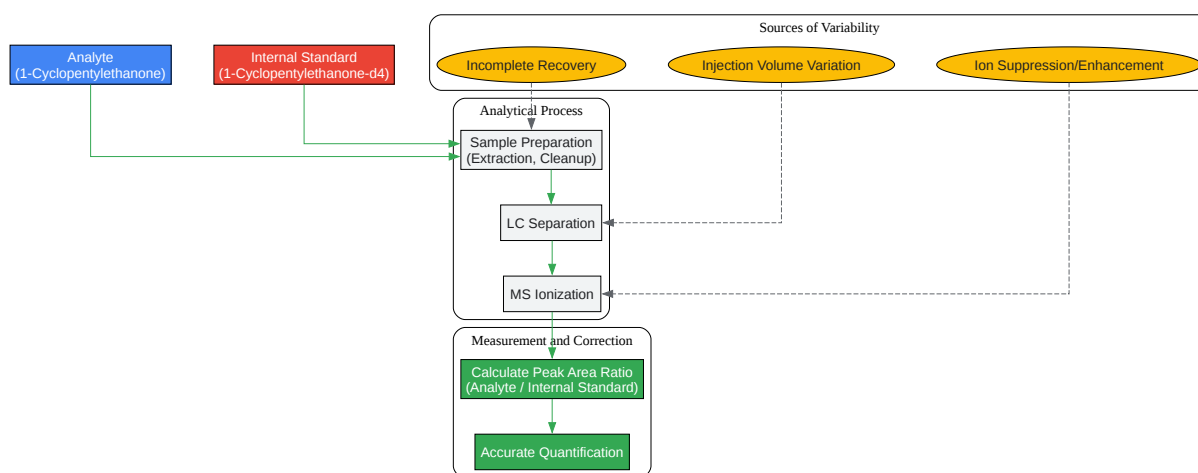 Sources of Variability
Analyte
(1-Cyclopentylethanone)
Internal Standard
(1-Cyclopentylethanone-d4)
Incomplete Recovery
Injection Volume Variation
Ion Suppression/Enhancement
Analytical Process
Sample Preparation
(Extraction, Cleanup)
LC Separation
MS Ionization
Measurement and Correction
Calculate Peak Area Ratio
(Analyte / Internal Standard)
Accurate Quantification